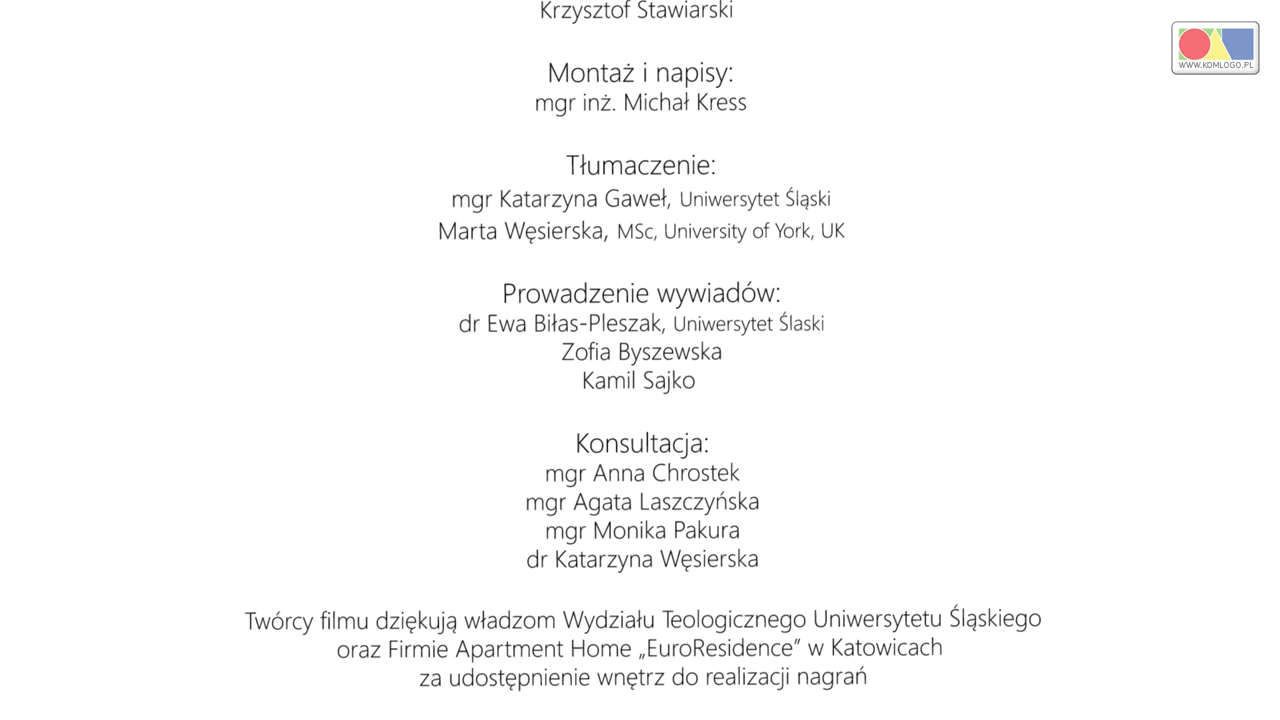 Krzysztof Stawiarski
WWW.KOMLOGO.PL
Montaż i napisy:
mgr inż. Michał Kress
Tłumaczenie:
mgr Katarzyna Gaweł, Uniwersytet Śląski
Marta Węsierska, MSc, University of York, UK
Prowadzenie wywiadów:
dr Ewa Biłas-Pleszak, Uniwersytet Ślaski
Zofia Byszewska
Kamil Sajko
Konsultacja:
mgr Anna Chrostek
mgr Agata Laszczyńska
mgr Monika Pakura
dr Katarzyna Węsierska
Twórcy filmu dziękują władzom Wydziału Teologicznego Uniwersytetu Śląskiego
oraz Firmie Apartment Home „EuroResidence” w Katowicach
za udostępnienie wnętrz do realizacji nagrań